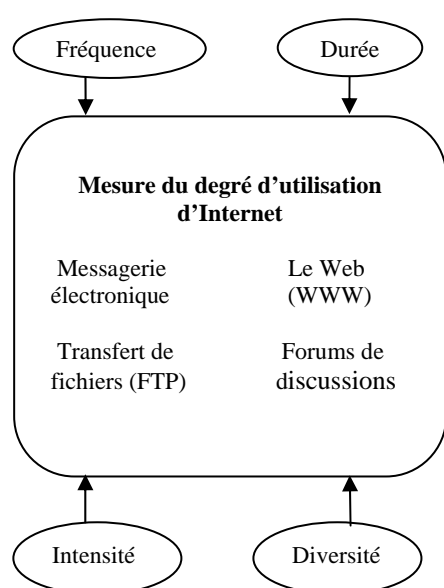 Fréquence
Durée
Mesure du degré d’utilisation
d’Internet
Messagerie
électronique
Le Web
(WWW)
Transfert de
fichiers (FTP)
Forums de
discussions
Intensité
Diversité